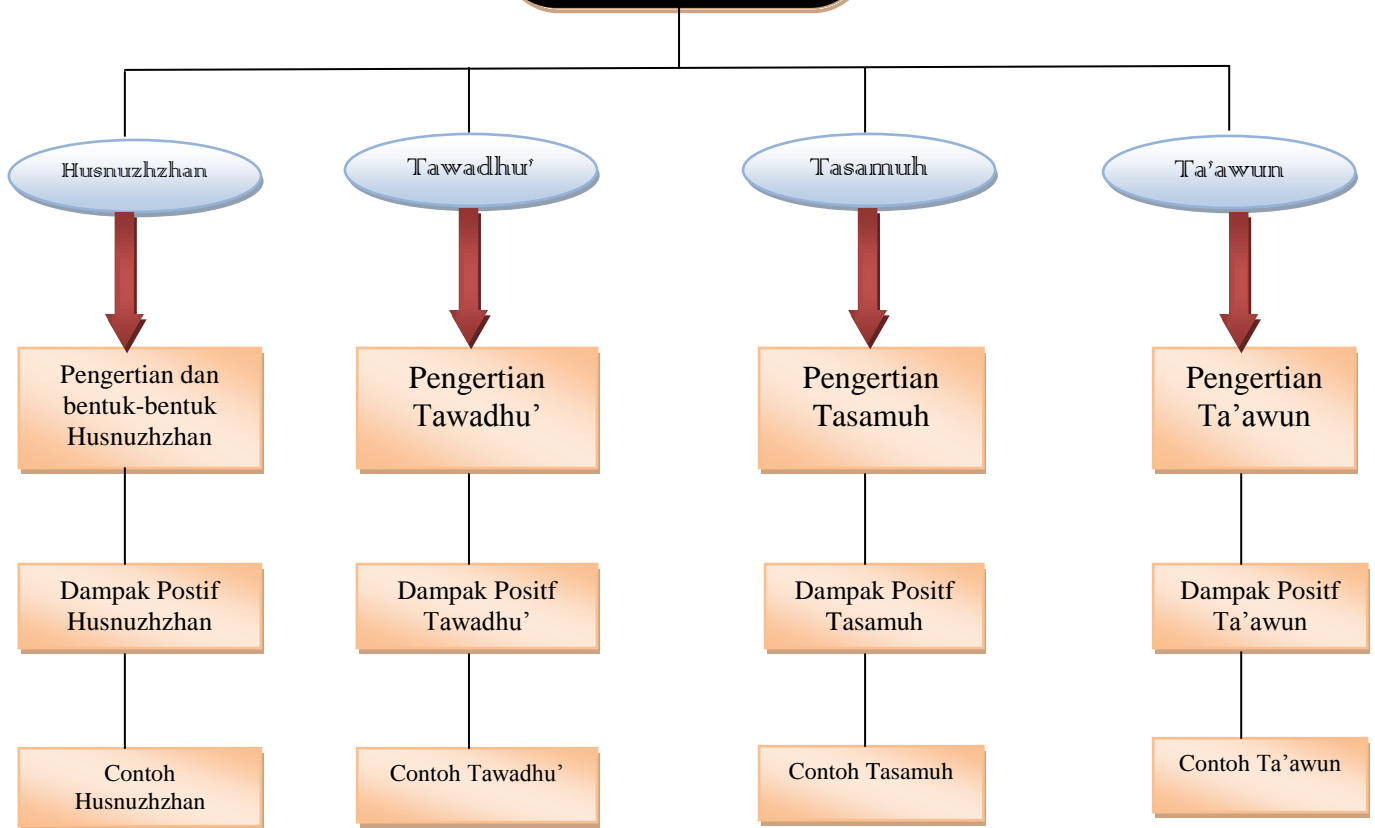 Husnuzhzhan
Tawadhu'
Tasamuh
Ta'awun
Pengertian dan
bentuk-bentuk
Husnuzhzhan
Pengertian
Tawadhu’
Pengertian
Tasamuh
Pengertian
Ta’awun
Dampak Postif
Husnuzhzhan
Dampak Positf
Tawadhu’
Dampak Positf
Tasamuh
Dampak Positf
Ta’awun
Contoh
Husnuzhzhan
Contoh Tawadhu’
Contoh Tasamuh
Contoh Ta’awun